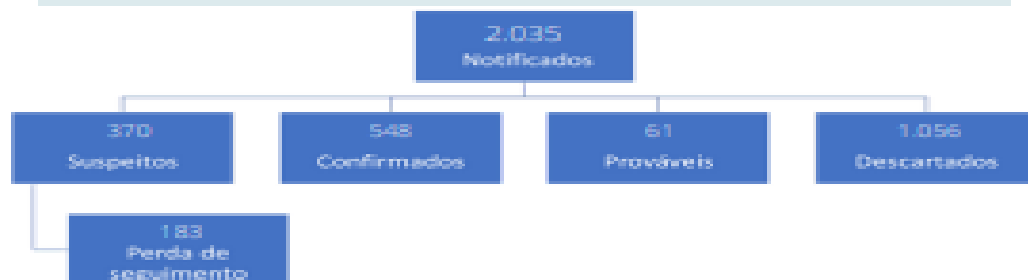 2.035
Notificados
370
Suspeitos
548
Confirmados
61
Prováveis
1.056
Descartados
183
Perda de
seguimento